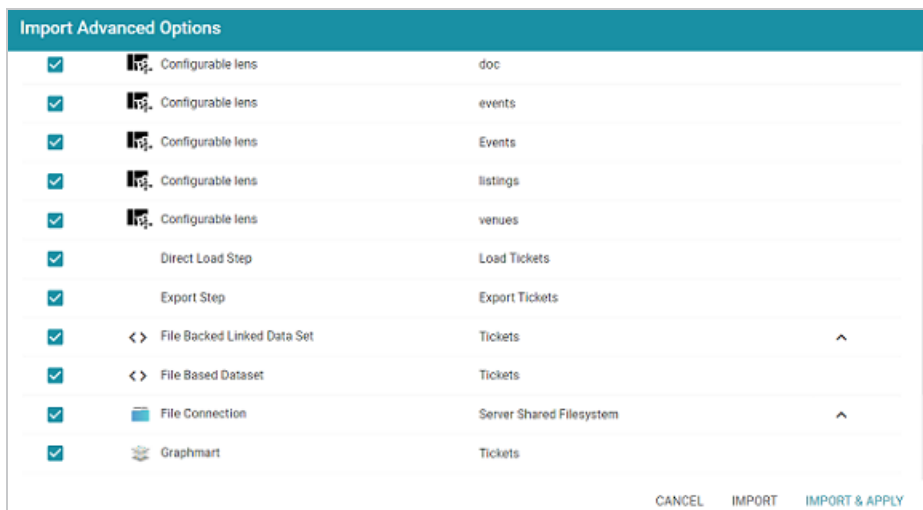 Import Advanced Options
Configurable lens doc
Configurable lens events
Configurable lens Events
Configurable lens listings
Configurable lens venues
Direct Load Step Load Tickets
Export Step Export Tickets
File Backed Linked Data Set Tickets
File Based Dataset Tickets
File Connection Server Shared Filesystem
Graphmart Tickets
CANCEL IMPORT IMPORT & APPLY